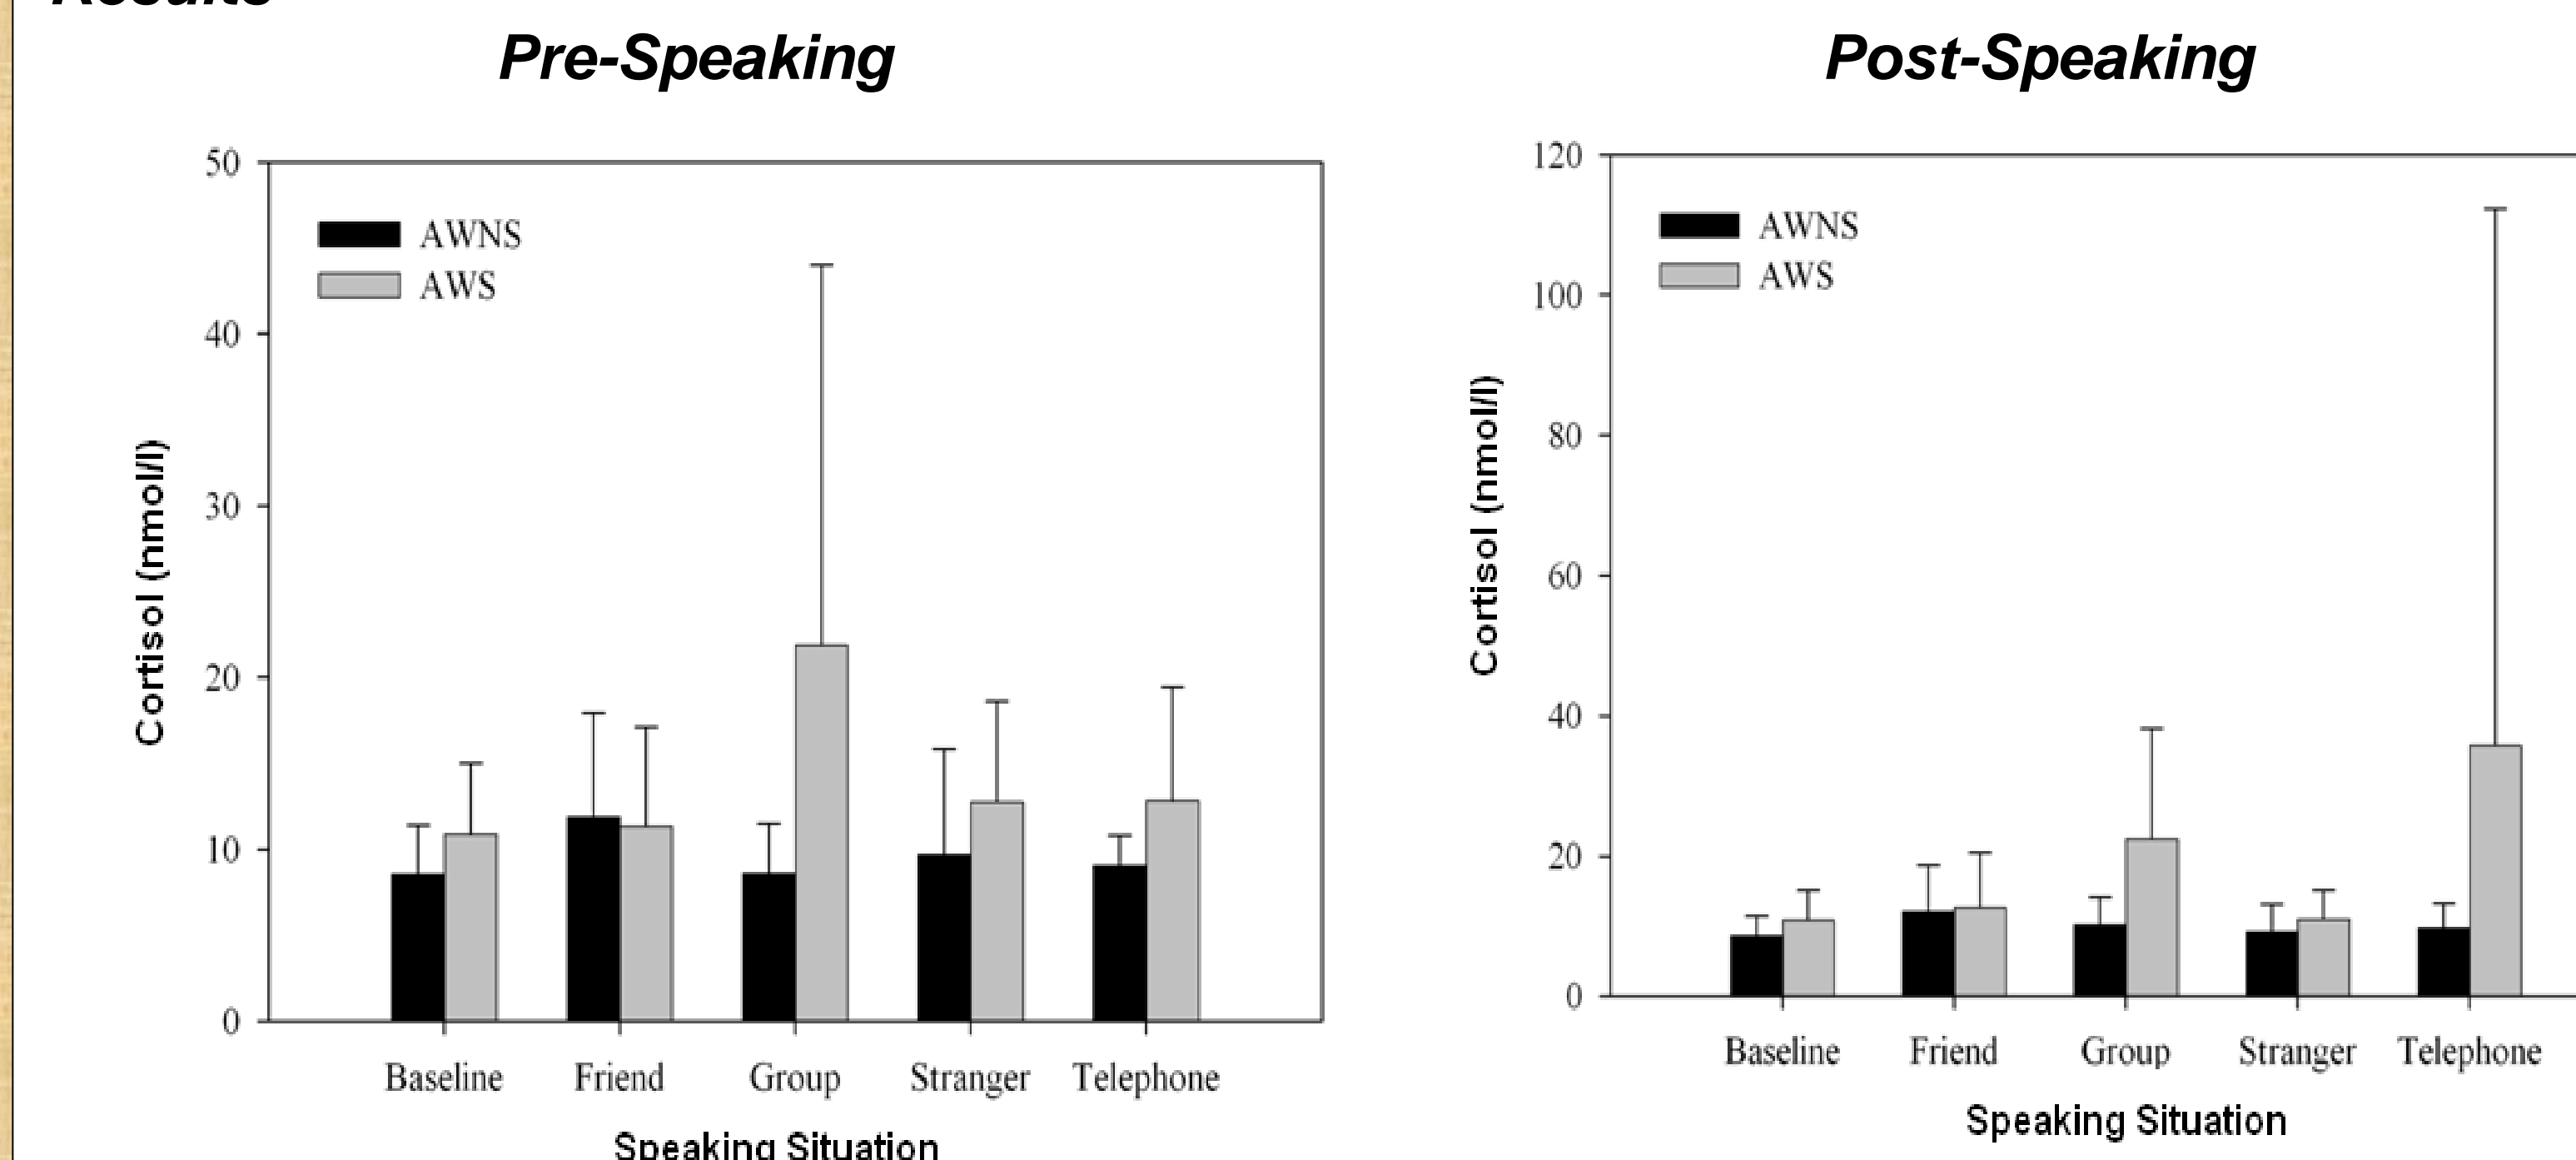 Results
Pre-Speaking
50
40
30
20
10
0
Cortisol (nmol/l)
AWNS
AWS
Baseline Friend Group Stranger Telephone
Speaking Situation
Post-Speaking
120
100
80
60
40
20
0
Cortisol (nmol/l)
AWNS
AWS
Baseline Friend Group Stranger Telephone
Speaking Situation